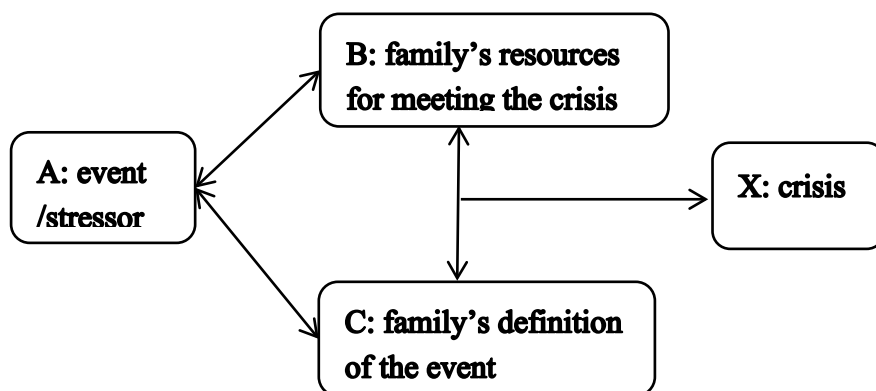 B: family’s resources
for meeting the crisis
A: event
/stressor
X: crisis
C: family’s definition
of the event